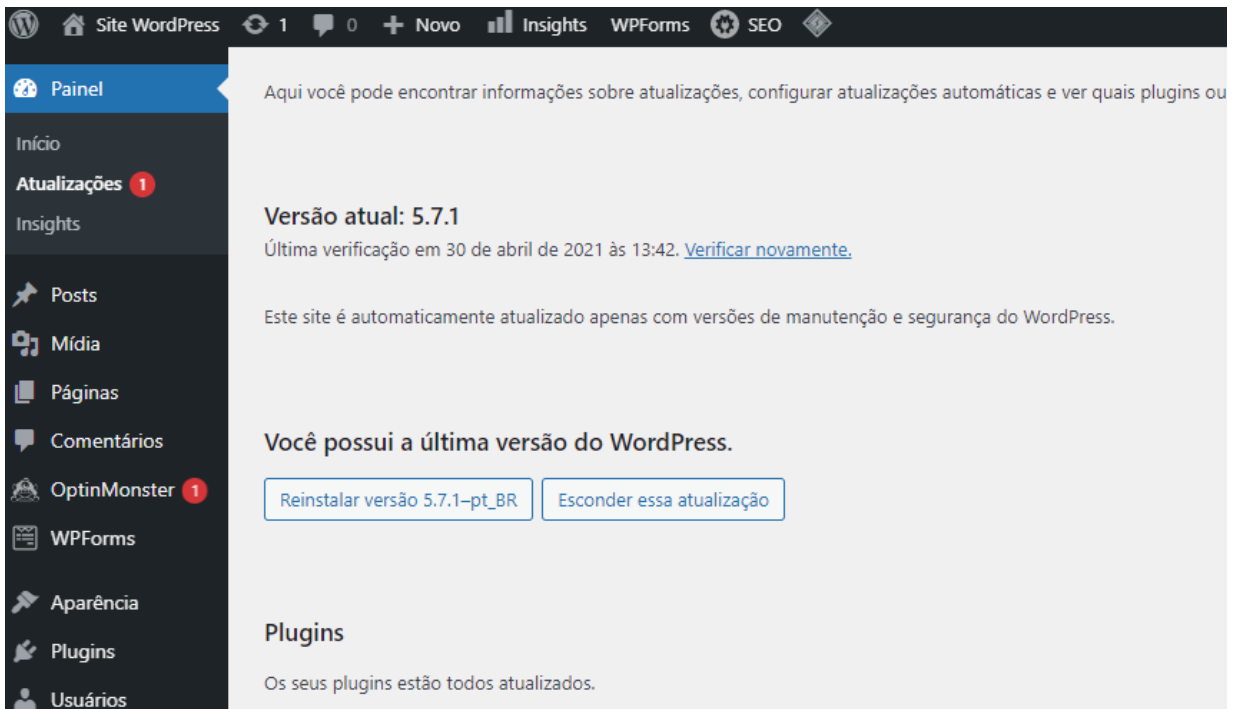 Site WordPress 1 0 + Novo Insights WPForms SEO
Painel
Início
Atualizações 1
Insights
Posts
Mídia
Páginas
Comentários
OptinMonster 1
WPForms
Aparência
Plugins
Usuários
Aqui você pode encontrar informações sobre atualizações, configurar atualizações automáticas e ver quais plugins ou
Versão atual: 5.7.1
Última verificação em 30 de abril de 2021 às 13:42. Verificar novamente.
Este site é automaticamente atualizado apenas com versões de manutenção e segurança do WordPress.
Você possui a última versão do WordPress.
Reinstalar versão 5.7.1–pt_BR Esconder essa atualização
Plugins
Os seus plugins estão todos atualizados.